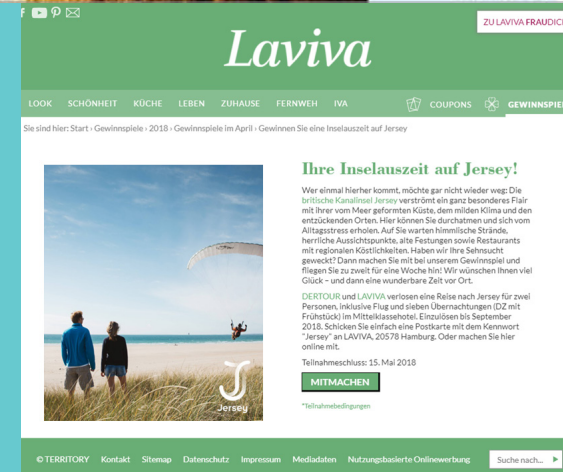 ZU LAVIVA FRAUDICH
Laviva
LOOK SCHÖNHEIT KÜCHE LEBEN ZUHAUSE FERNWEH IVA COUPONS GEWINNSPIEL
Sie sind hier: Start › Gewinnspiele › 2018 › Gewinnspiele im April › Gewinnen Sie eine Inselauszeit auf Jersey
Ihre Inselauszeit auf Jersey!
Wer einmal hierher kommt, möchte gar nicht wieder weg: Die
britische Kanalinsel Jersey verströmt ein ganz besonderes Flair
mit ihrer vom Meer geformten Küste, dem milden Klima und den
entzückenden Orten. Hier können Sie durchatmen und sich vom
Alltagsstress erholen. Auf Sie warten himmlische Strände,
herrliche Aussichtspunkte, alte Festungen sowie Restaurants
mit regionalen Köstlichkeiten. Haben wir Ihre Sehnsucht
geweckt? Dann machen Sie mit bei unserem Gewinnspiel und
fliegen Sie zu zweit für eine Woche hin! Wir wünschen Ihnen viel
Glück – und dann eine wunderbare Zeit vor Ort.
DERTOUR und LAVIVA verlosen eine Reise nach Jersey für zwei
Personen, inklusive Flug und sieben Übernachtungen (DZ mit
Frühstück) im Mittelklassehotel. Einzulösen bis September
2018. Schicken Sie einfach eine Postkarte mit dem Kennwort
"Jersey" an LAVIVA, 20578 Hamburg. Oder machen Sie hier
online mit.
Teilnahmeschluss: 15. Mai 2018
MITMACHEN
*Teilnahmebedingungen
Jersey
© TERRITORY Kontakt Sitemap Datenschutz Impressum Mediadaten Nutzungsbasierte Onlinewerbung Suche nach...